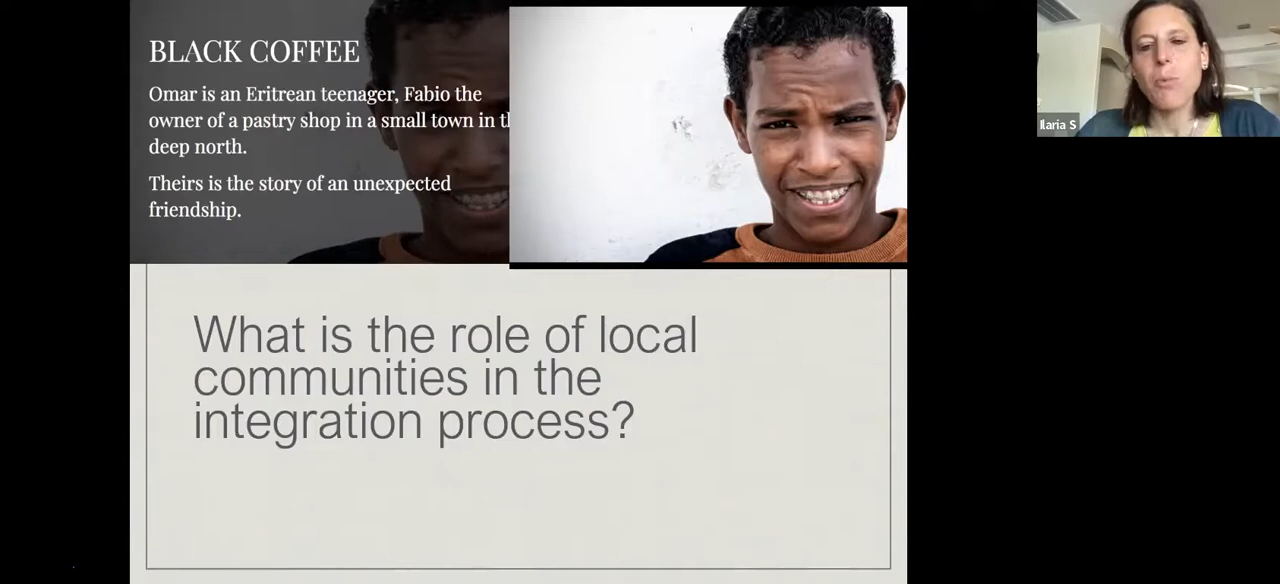 BLACK COFFEE
Omar is an Eritrean teenager, Fabio the
owner of a pastry shop in a small town in
deep north.
Theirs is the story of an unexpected
friendship.
Ilaria S
What is the role of local
communities in the
integration process?